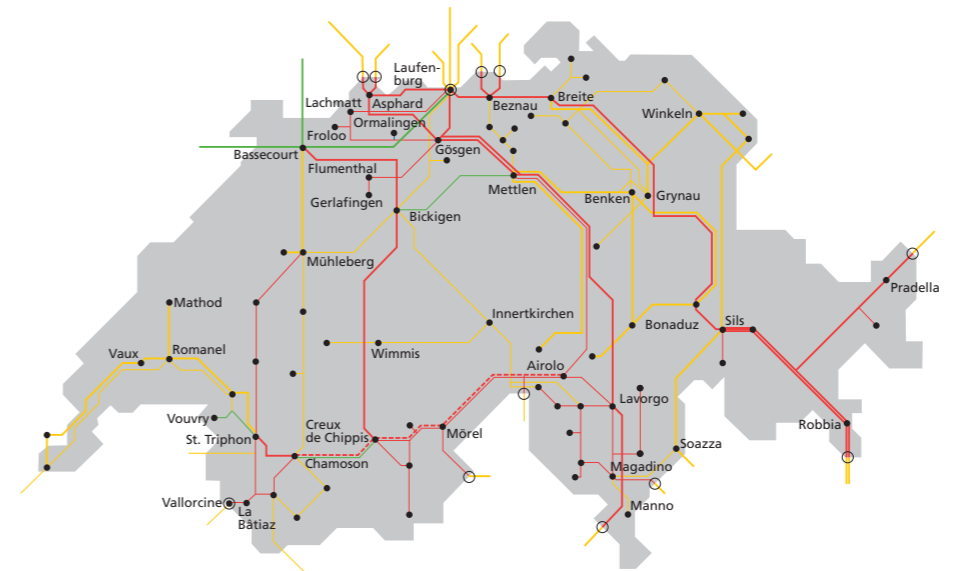 Laufen-
burg
Lachmatt
Asphard
Beznau
Breite
Ormalingen
Winkeln
Froloo
Bassecourt
Gösgen
Flumenthal
Mettlen
Gerlafingen
Benken
Grynau
Bickigen
Mühleberg
Pradella
Mathod
Innertkirchen
Bonaduz
Sils
Vaux
Romanel
Wimmis
Airolo
Lavorgo
Vouvry
St. Triphon
Creux
de Chippis
Mörel
Robbia
Soazza
Chamoson
Magadino
Vallorcine
La
Bâtiaz
Manno